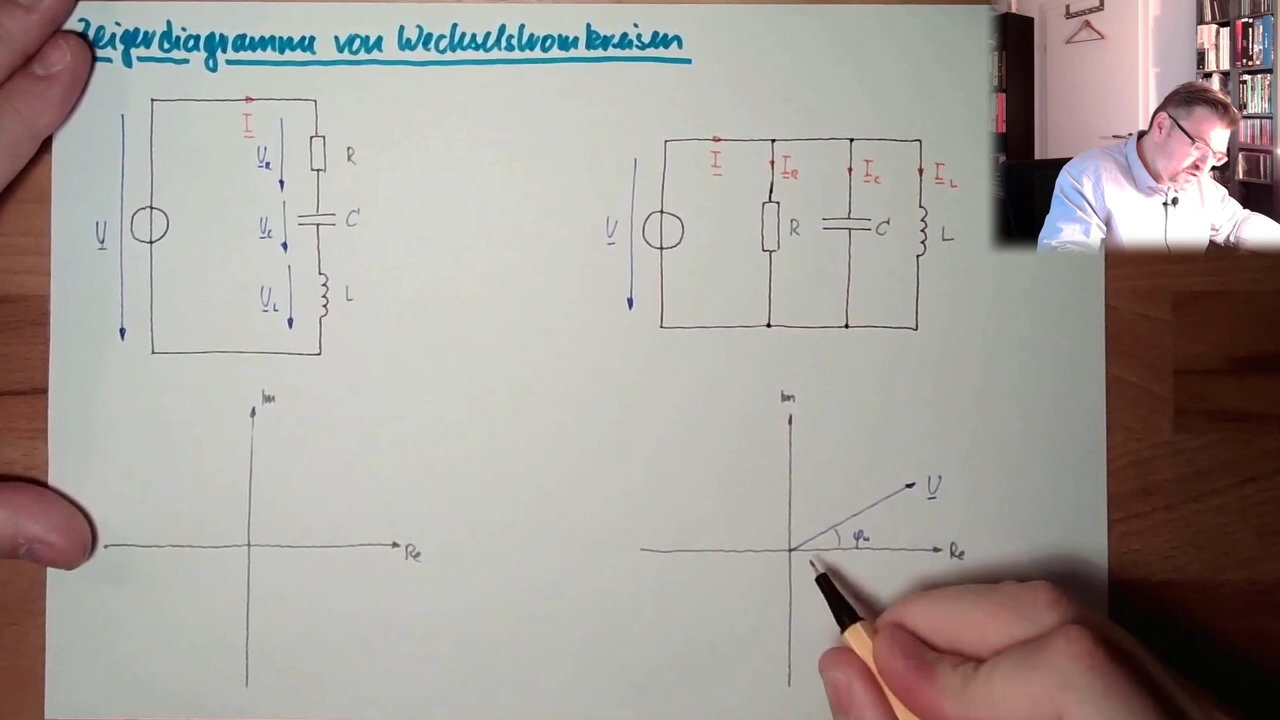 Zeigerdiagramme von Wechselstromkreisen
I
U_R
R
U
U_C
C
U_L
L
I
I_R
I_C
I_L
U
R
C
L
Im
Re
Im
U
φ_u
Re